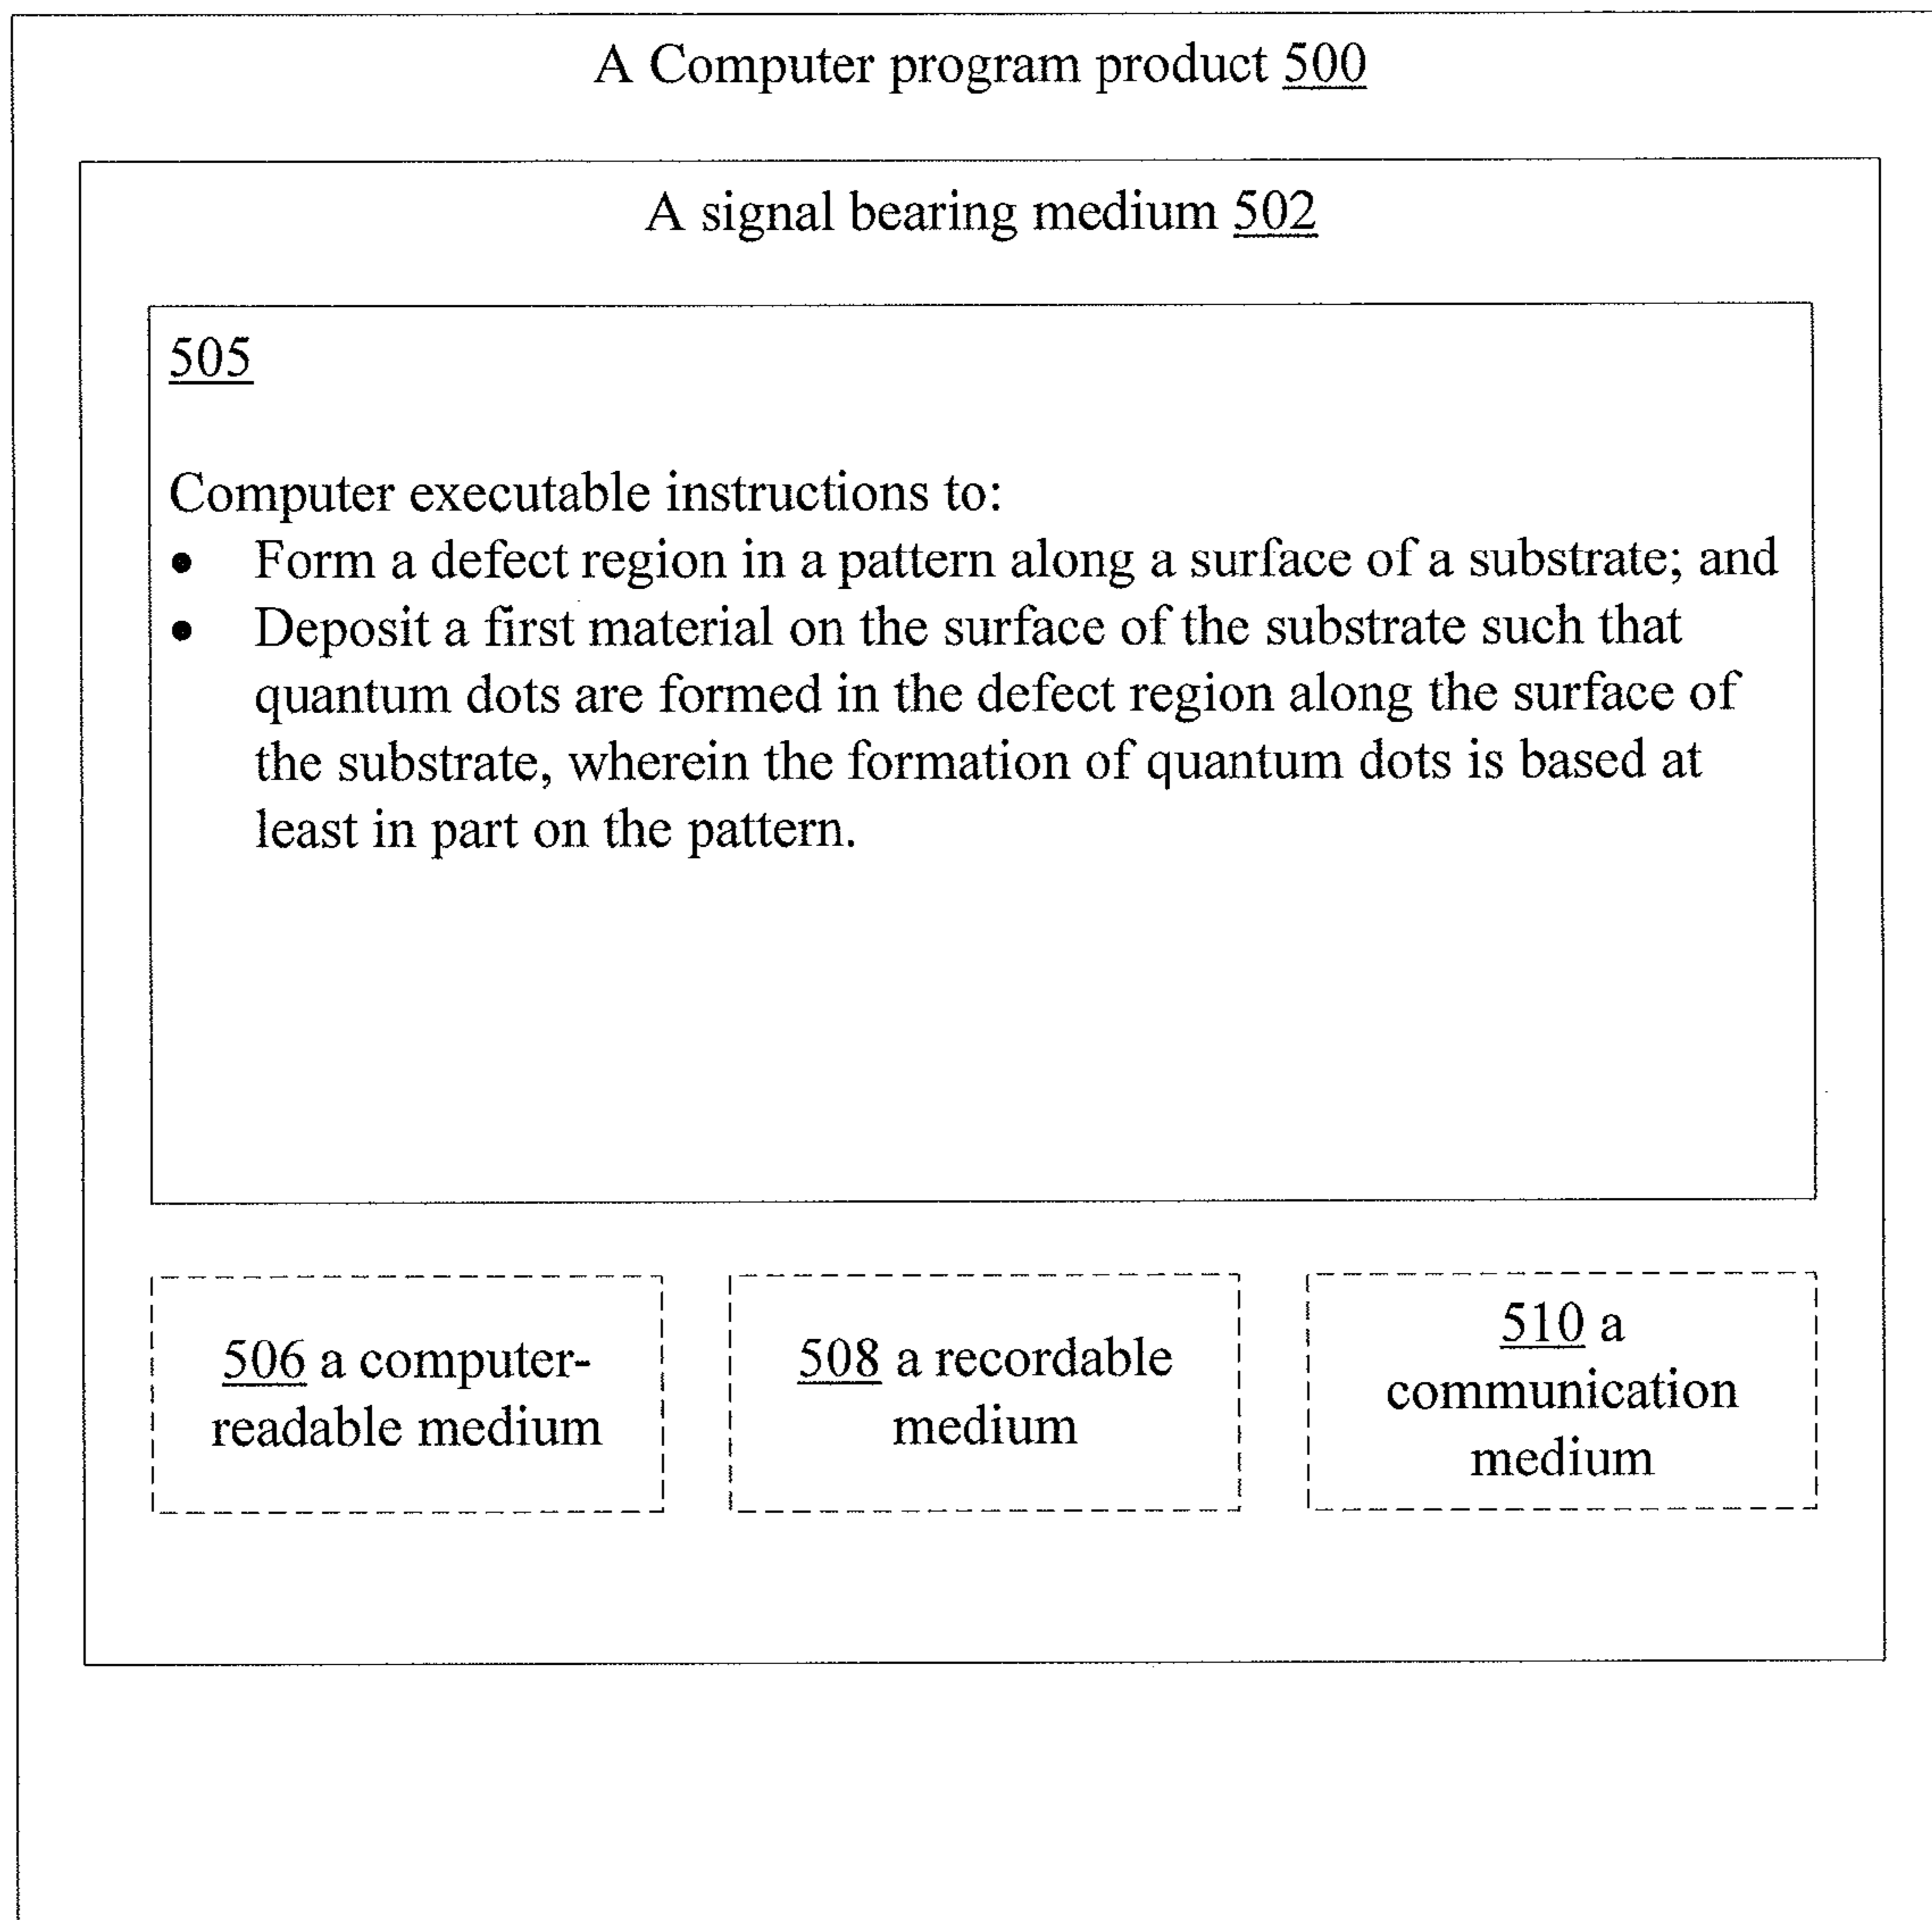 A Computer program product 500
A signal bearing medium 502
505
Computer executable instructions to:
• Form a defect region in a pattern along a surface of a substrate; and
• Deposit a first material on the surface of the substrate such that
quantum dots are formed in the defect region along the surface of
the substrate, wherein the formation of quantum dots is based at
least in part on the pattern.
506 a computer-
readable medium
508 a recordable
medium
510 a
communication
medium